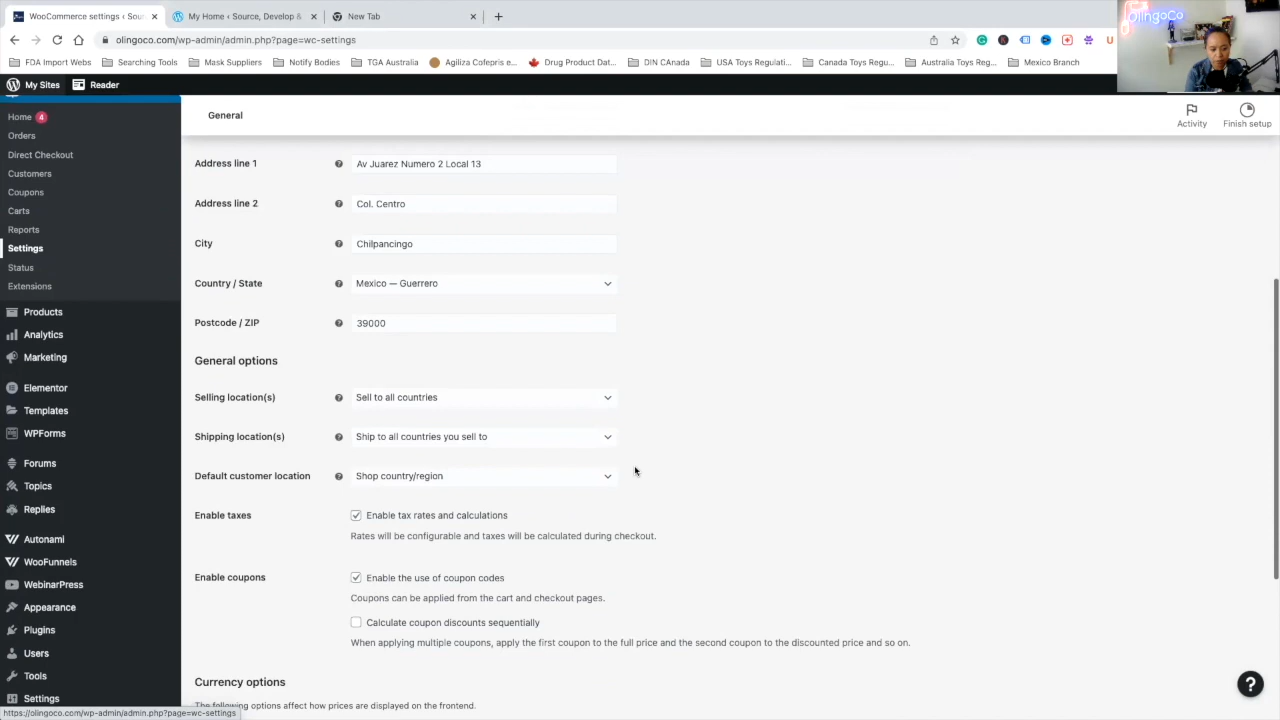 WooCommerce settings ‹ Sour
My Home ‹ Source, Develop &
New Tab
olingoco.com/wp-admin/admin.php?page=wc-settings
FDA Import Webs
Searching Tools
Mask Suppliers
Notify Bodies
TGA Australia
Agiliza Cofepris e...
Drug Product Dat...
DIN CAnada
USA Toys Regulati...
Canada Toys Regu...
Australia Toys Reg...
Mexico Branch
OlingoCo
My Sites
Reader
Home 4
Orders
Direct Checkout
Customers
Coupons
Carts
Reports
Settings
Status
Extensions
Products
Analytics
Marketing
Elementor
Templates
WPForms
Forums
Topics
Replies
Autonami
WooFunnels
WebinarPress
Appearance
Plugins
Users
Tools
Settings
General
Activity
Finish setup
Address line 1
Av Juarez Numero 2 Local 13
Address line 2
Col. Centro
City
Chilpancingo
Country / State
Mexico — Guerrero
Postcode / ZIP
39000
General options
Selling location(s)
Sell to all countries
Shipping location(s)
Ship to all countries you sell to
Default customer location
Shop country/region
Enable taxes
Enable tax rates and calculations
Rates will be configurable and taxes will be calculated during checkout.
Enable coupons
Enable the use of coupon codes
Coupons can be applied from the cart and checkout pages.
Calculate coupon discounts sequentially
When applying multiple coupons, apply the first coupon to the full price and the second coupon to the discounted price and so on.
Currency options
The following options affect how prices are displayed on the frontend.
https://olingoco.com/wp-admin/admin.php?page=wc-settings